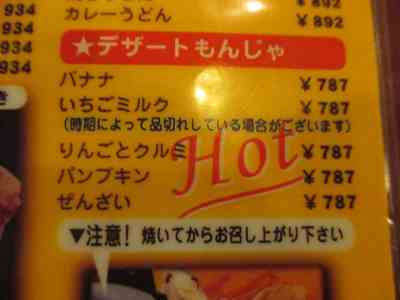 934
934
934
¥892
カレーうどん ¥892
★デザートもんじゃ
バナナ ¥787
いちごミルク ¥787
(時期によって品切れしている場合がございます)
りんごとクルミ ¥787
パンプキン ¥787
ぜんざい ¥787
Hot
▼注意! 焼いてからお召し上がり下さい